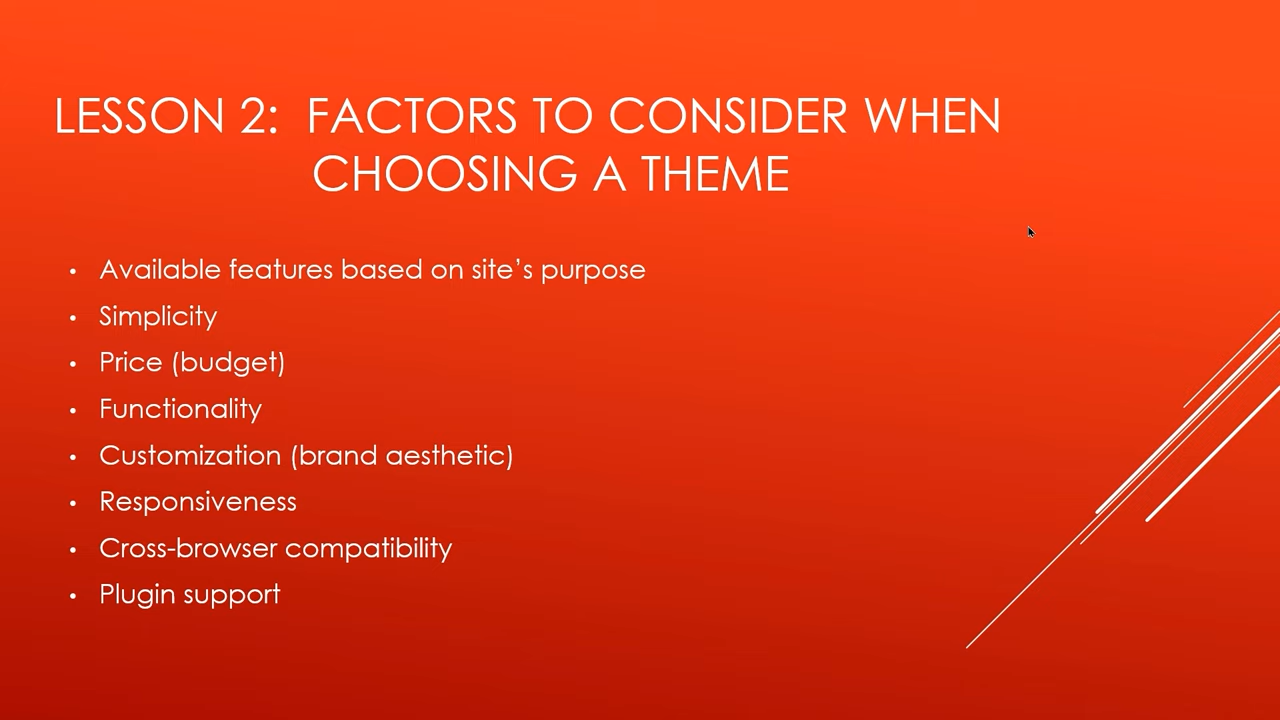 LESSON 2: FACTORS TO CONSIDER WHEN
CHOOSING A THEME
• Available features based on site’s purpose
• Simplicity
• Price (budget)
• Functionality
• Customization (brand aesthetic)
• Responsiveness
• Cross-browser compatibility
• Plugin support